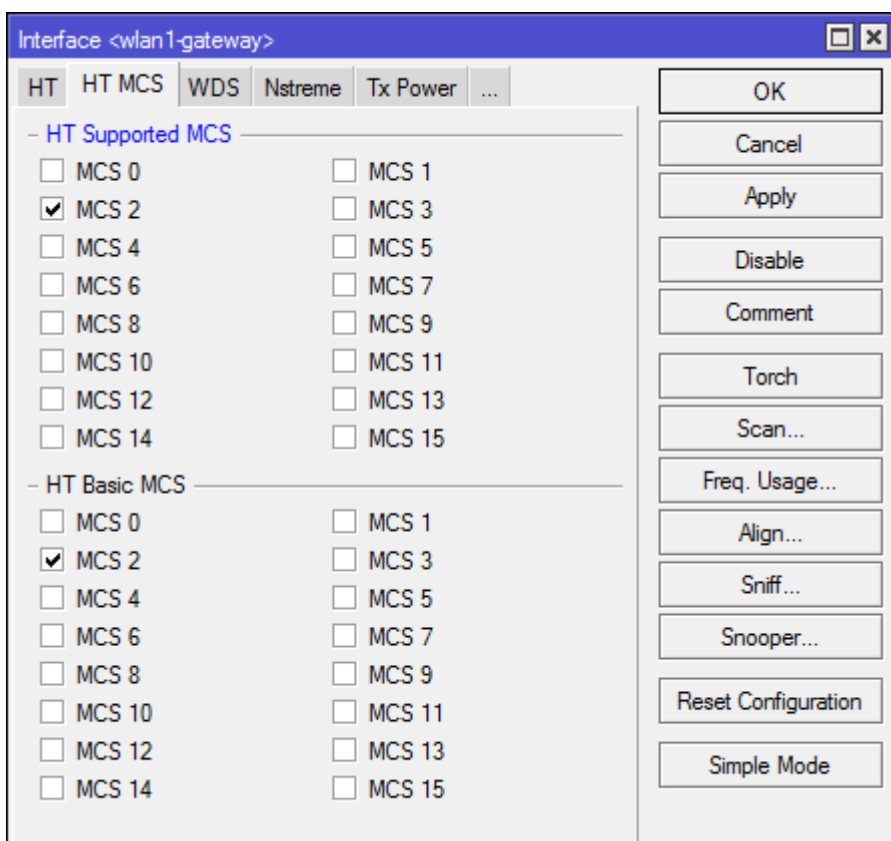 Interface <wlan1-gateway>
HT HT MCS WDS Nstreme Tx Power ...
HT Supported MCS
MCS 0 MCS 1
MCS 2 MCS 3
MCS 4 MCS 5
MCS 6 MCS 7
MCS 8 MCS 9
MCS 10 MCS 11
MCS 12 MCS 13
MCS 14 MCS 15
HT Basic MCS
MCS 0 MCS 1
MCS 2 MCS 3
MCS 4 MCS 5
MCS 6 MCS 7
MCS 8 MCS 9
MCS 10 MCS 11
MCS 12 MCS 13
MCS 14 MCS 15
OK
Cancel
Apply
Disable
Comment
Torch
Scan...
Freq. Usage...
Align...
Sniff...
Snooper...
Reset Configuration
Simple Mode